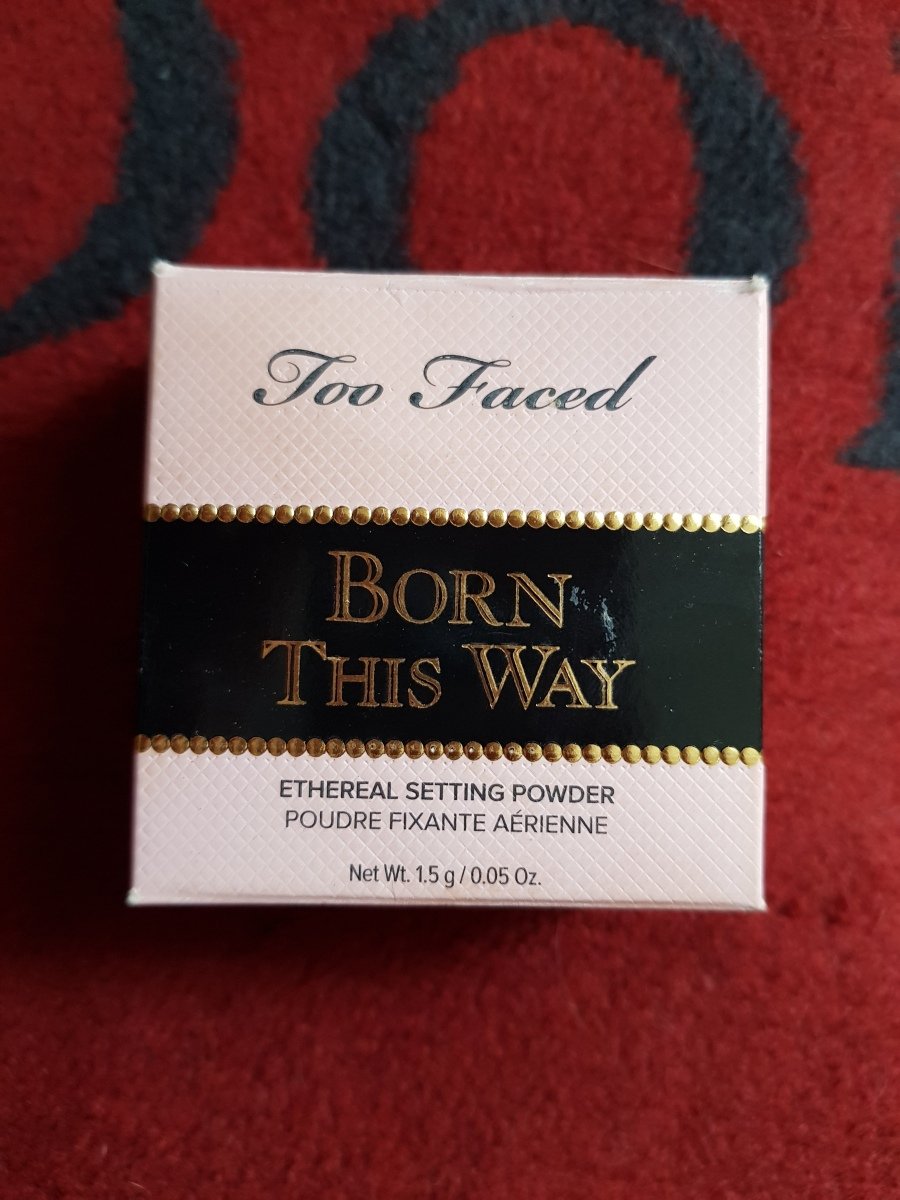 Too Faced
BORN
THIS WAY
ETHEREAL SETTING POWDER
POUDRE FIXANTE AÉRIENNE
Net Wt. 1.5 g / 0.05 Oz.